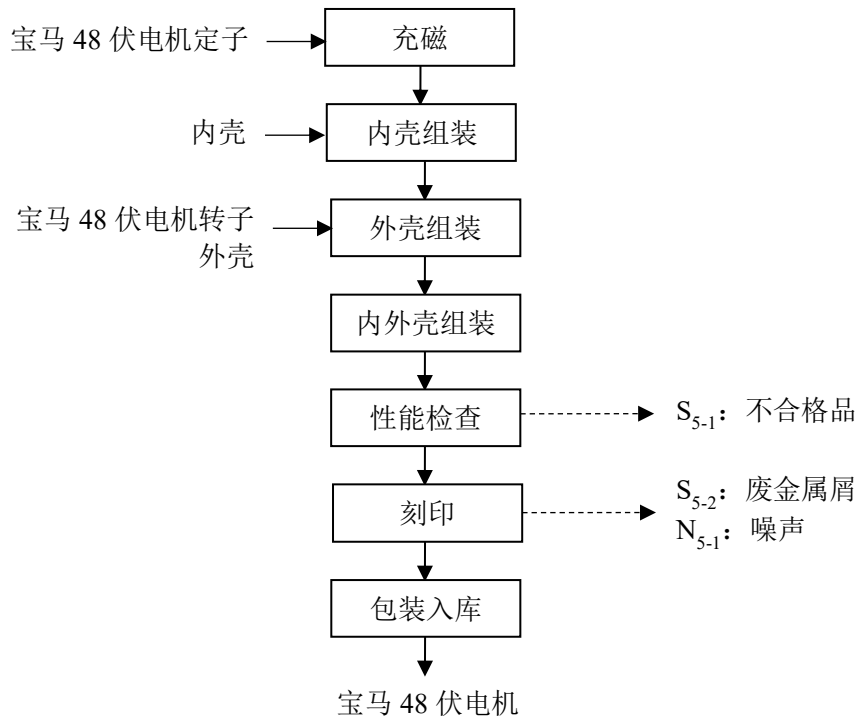 宝马 48 伏电机定子
充磁
内壳
内壳组装
宝马 48 伏电机转子
外壳
外壳组装
内外壳组装
性能检查
S5-1：不合格品
刻印
S5-2：废金属屑
N5-1：噪声
包装入库
宝马 48 伏电机